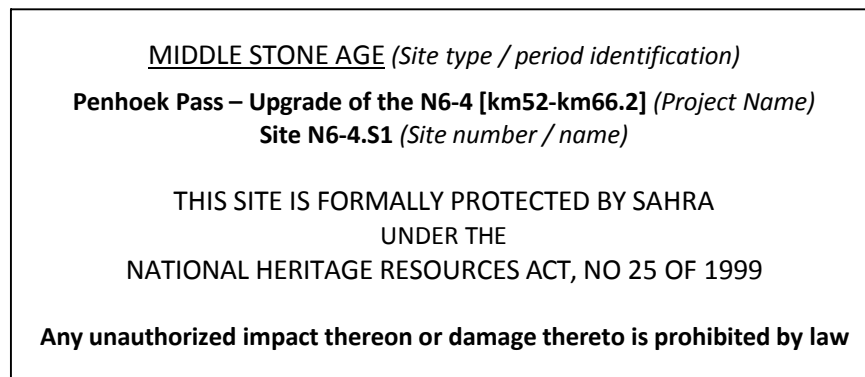 MIDDLE STONE AGE (Site type / period identification)
Penhoek Pass – Upgrade of the N6-4 [km52-km66.2] (Project Name)
Site N6-4.S1 (Site number / name)
THIS SITE IS FORMALLY PROTECTED BY SAHRA
UNDER THE
NATIONAL HERITAGE RESOURCES ACT, NO 25 OF 1999
Any unauthorized impact thereon or damage thereto is prohibited by law